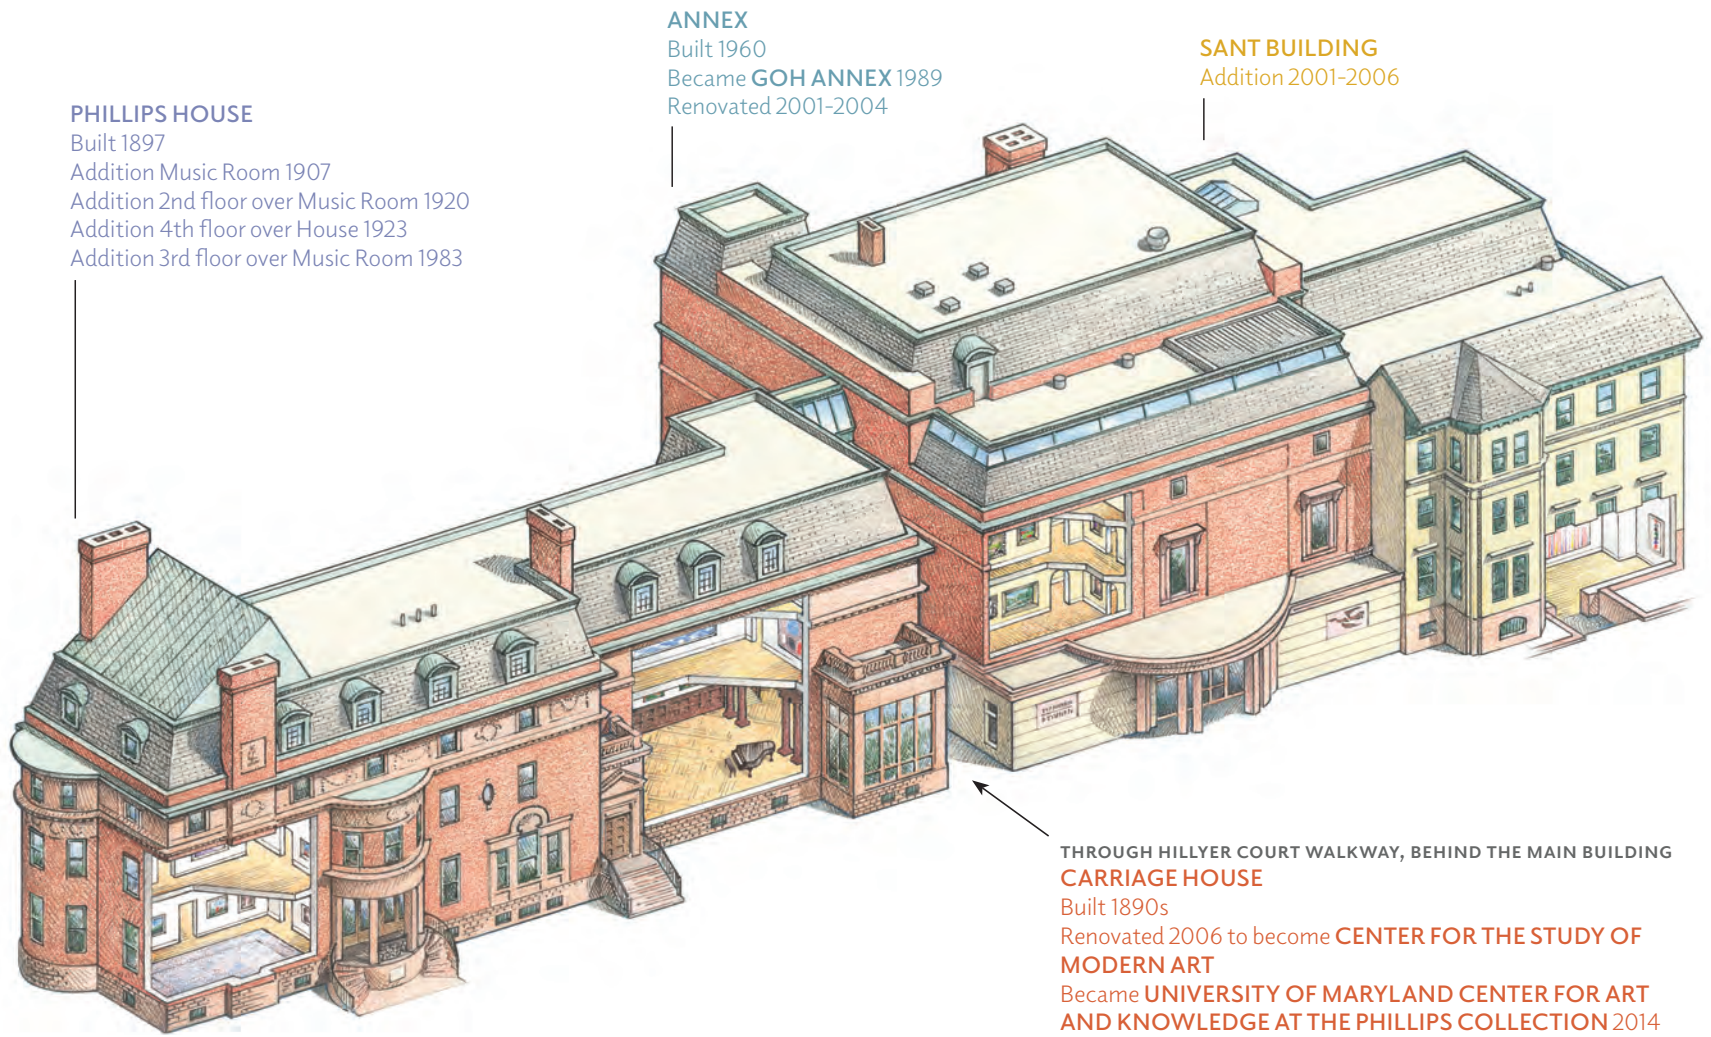 ANNEX
Built 1960
Became GOH ANNEX 1989
Renovated 2001-2004
SANT BUILDING
Addition 2001-2006
PHILLIPS HOUSE
Built 1897
Addition Music Room 1907
Addition 2nd floor over Music Room 1920
Addition 4th floor over House 1923
Addition 3rd floor over Music Room 1983
THROUGH HILLYER COURT WALKWAY, BEHIND THE MAIN BUILDING
CARRIAGE HOUSE
Built 1890s
Renovated 2006 to become CENTER FOR THE STUDY OF
MODERN ART
Became UNIVERSITY OF MARYLAND CENTER FOR ART
AND KNOWLEDGE AT THE PHILLIPS COLLECTION 2014